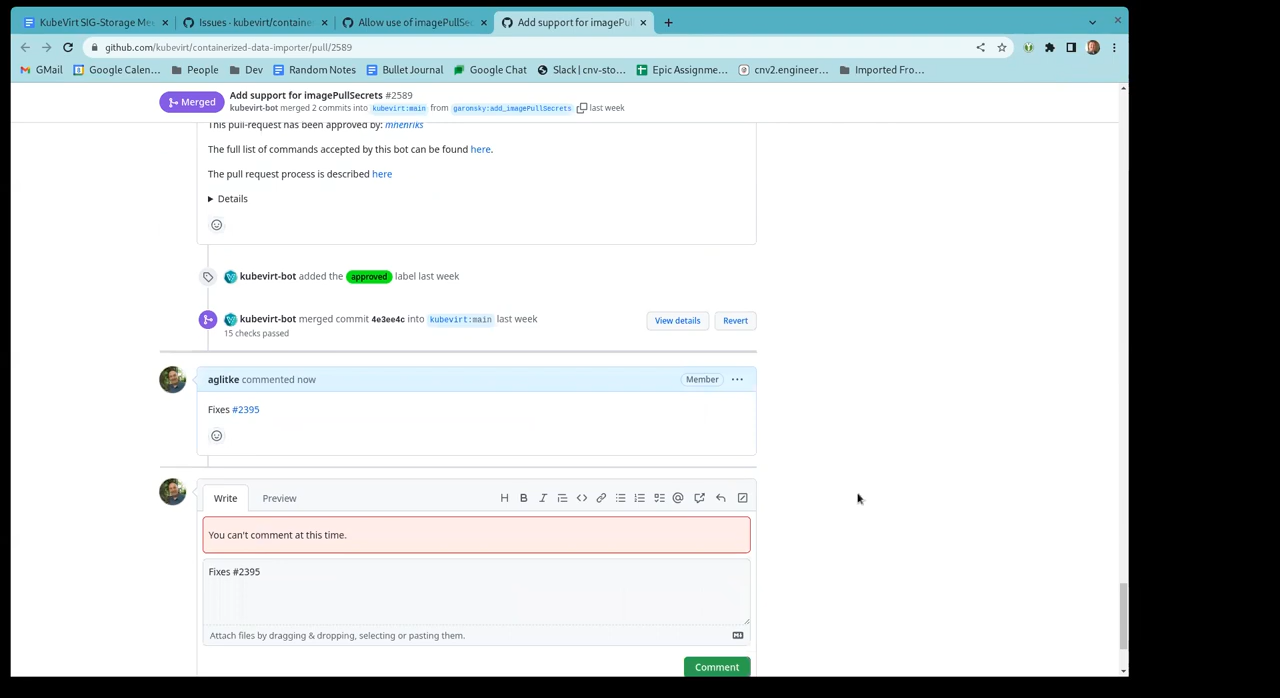 KubeVirt SIG-Storage Me
Issues · kubevirt/containe
Allow use of imagePullSe
Add support for imagePul
github.com/kubevirt/containerized-data-importer/pull/2589
GMail
Google Calen...
People
Dev
Random Notes
Bullet Journal
Google Chat
Slack | cnv-sto...
Epic Assignme...
cnv2.engineer...
Imported Fro...
Merged
Add support for imagePullSecrets #2589
kubevirt-bot merged 2 commits into kubevirt:main from garonsky:add_imagePullSecrets last week
This pull-request has been approved by: mhenriks
The full list of commands accepted by this bot can be found here.
The pull request process is described here
Details
kubevirt-bot added the approved label last week
kubevirt-bot merged commit 4e3ee4c into kubevirt:main last week
View details
Revert
15 checks passed
aglitke commented now
Member
Fixes #2395
Write
Preview
You can't comment at this time.
Fixes #2395
Attach files by dragging & dropping, selecting or pasting them.
Comment